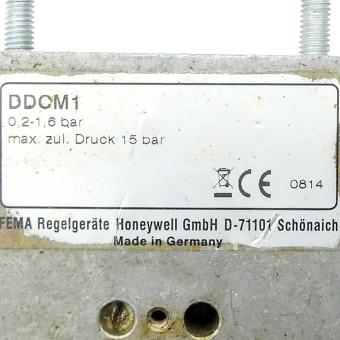 DDCM1
0,2-1,6 bar
max. zul. Druck 15 bar
CE 0814
FEMA Regelgeräte Honeywell GmbH D-71101 Schönaich
Made in Germany